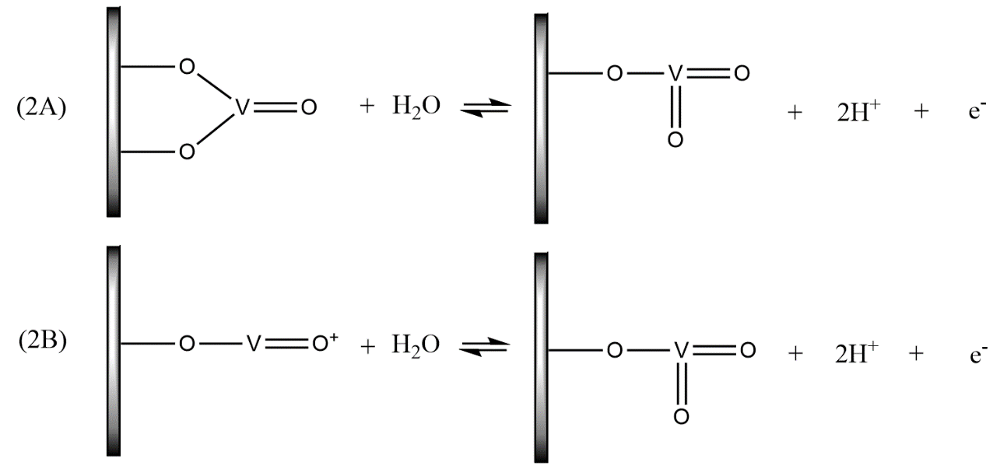 (2A) O O V O + H₂O ⇌ O V O O + 2H⁺ + e⁻
(2B) O V O⁺ + H₂O ⇌ O V O O + 2H⁺ + e⁻